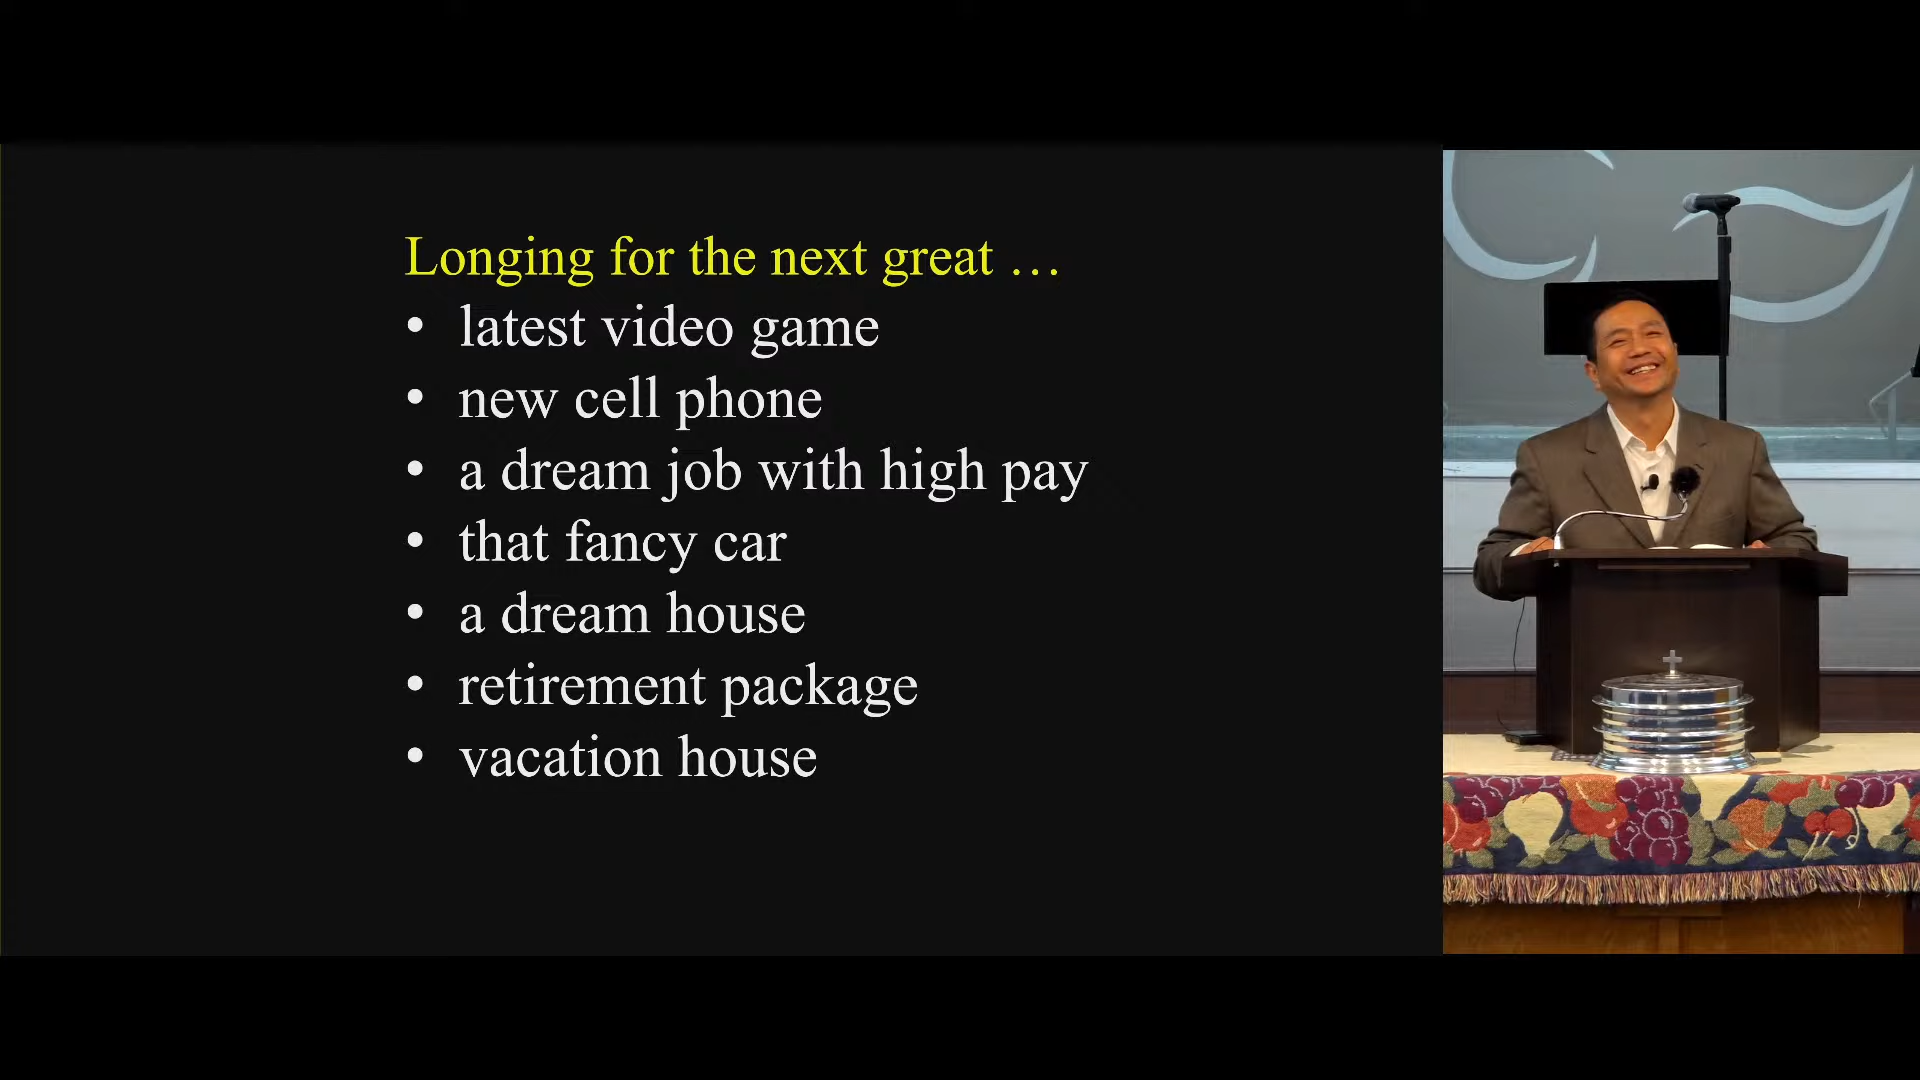 Longing for the next great …
• latest video game
• new cell phone
• a dream job with high pay
• that fancy car
• a dream house
• retirement package
• vacation house